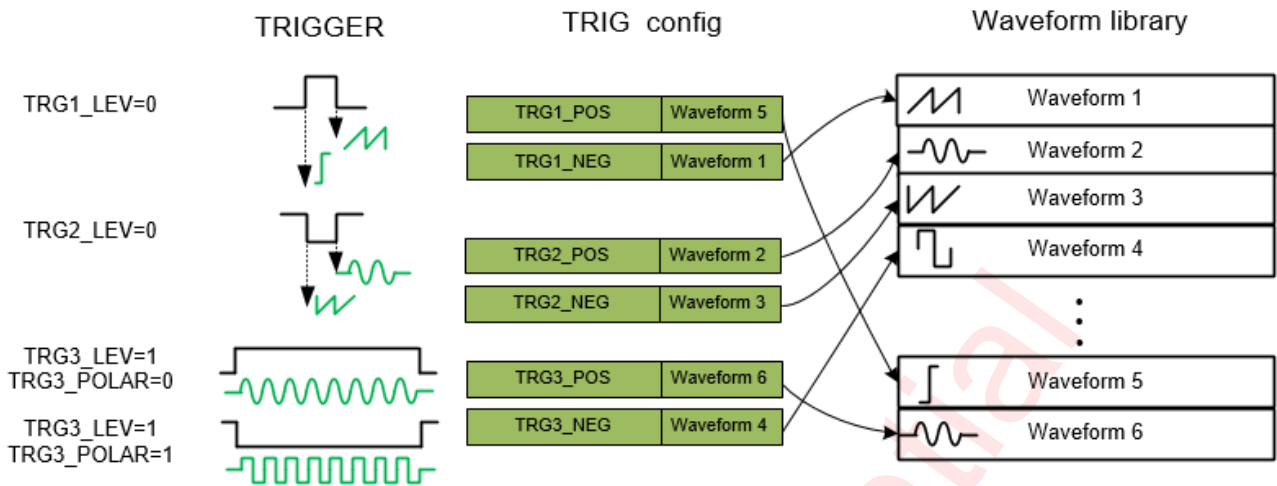 TRIGGER
TRIG config
Waveform library
TRG1_LEV=0
TRG1_POS
Waveform 5
TRG1_NEG
Waveform 1
Waveform 1
Waveform 2
Waveform 3
Waveform 4
TRG2_LEV=0
TRG2_POS
Waveform 2
TRG2_NEG
Waveform 3
TRG3_LEV=1
TRG3_POLAR=0
TRG3_LEV=1
TRG3_POLAR=1
TRG3_POS
Waveform 6
TRG3_NEG
Waveform 4
Waveform 5
Waveform 6
ential